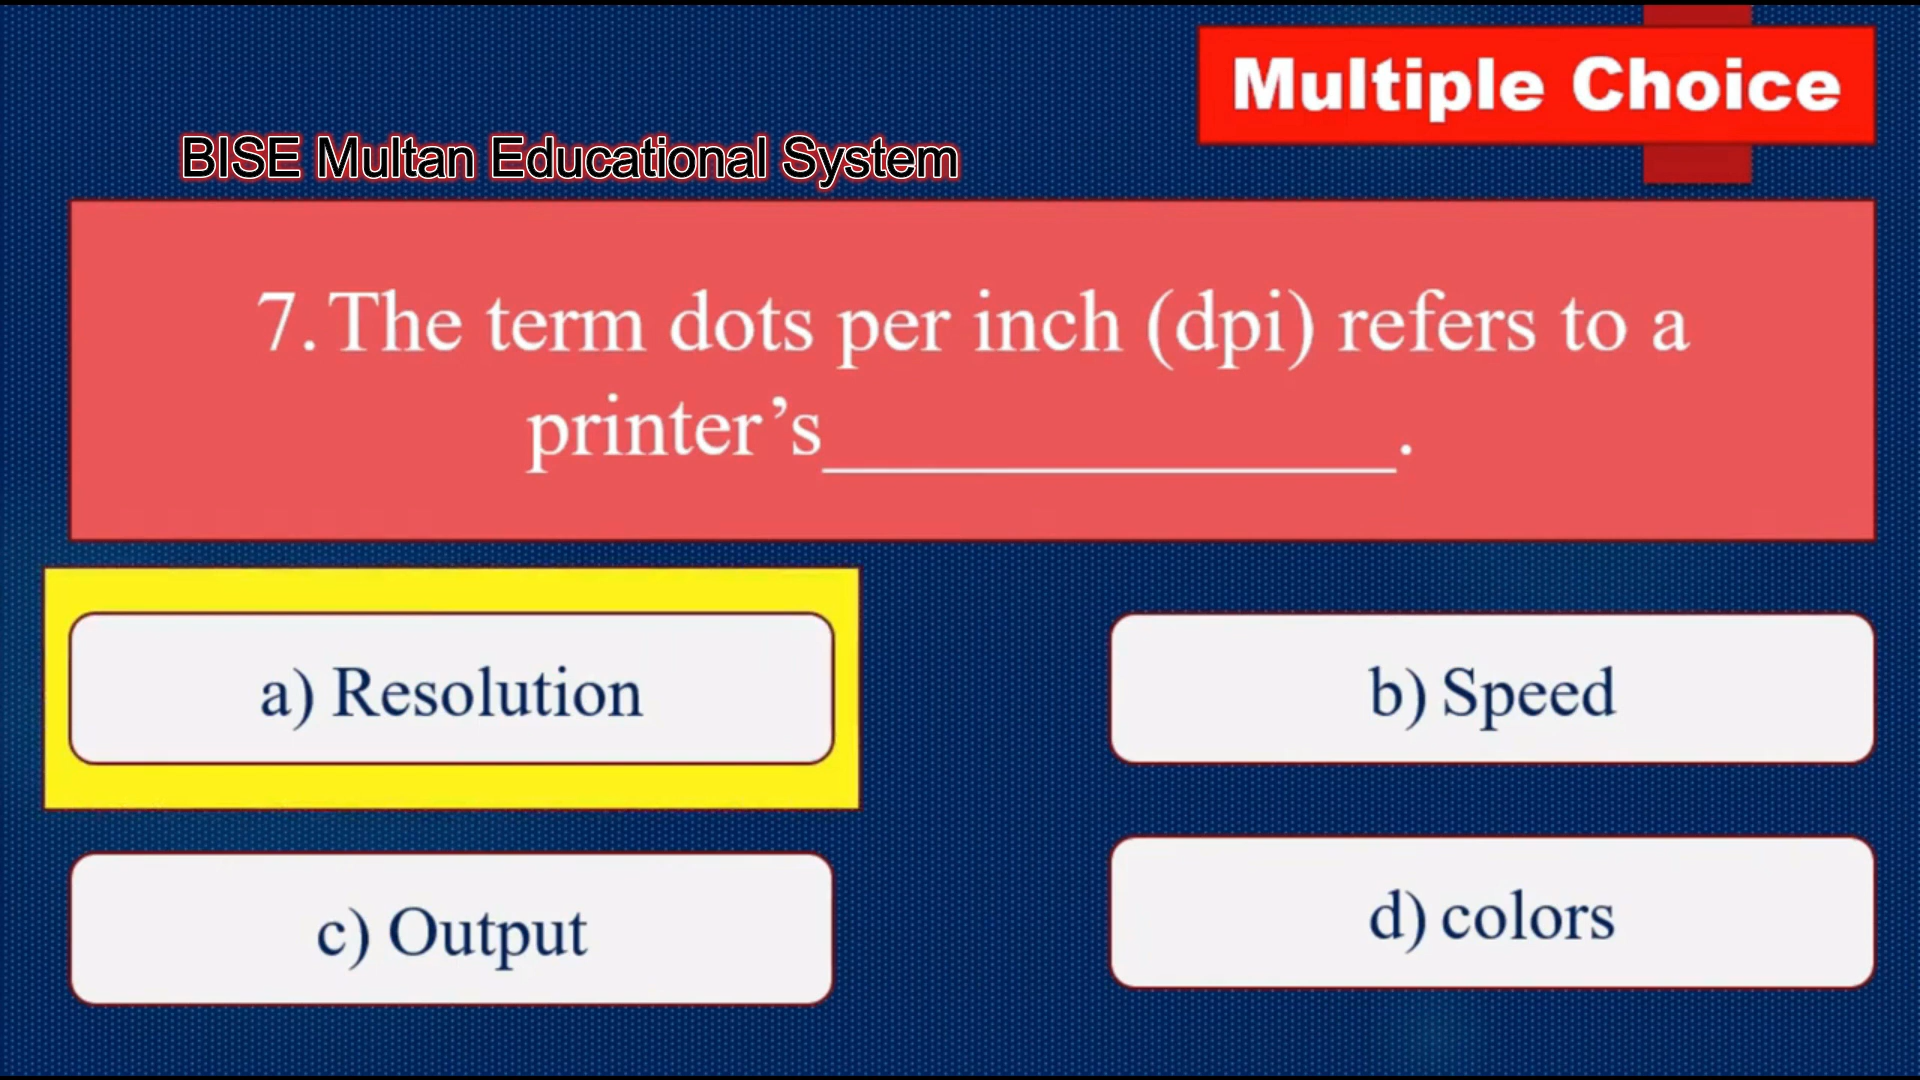 Multiple Choice
BISE Multan Educational System
7. The term dots per inch (dpi) refers to a
printer’s_______________.
a) Resolution
b) Speed
c) Output
d) colors